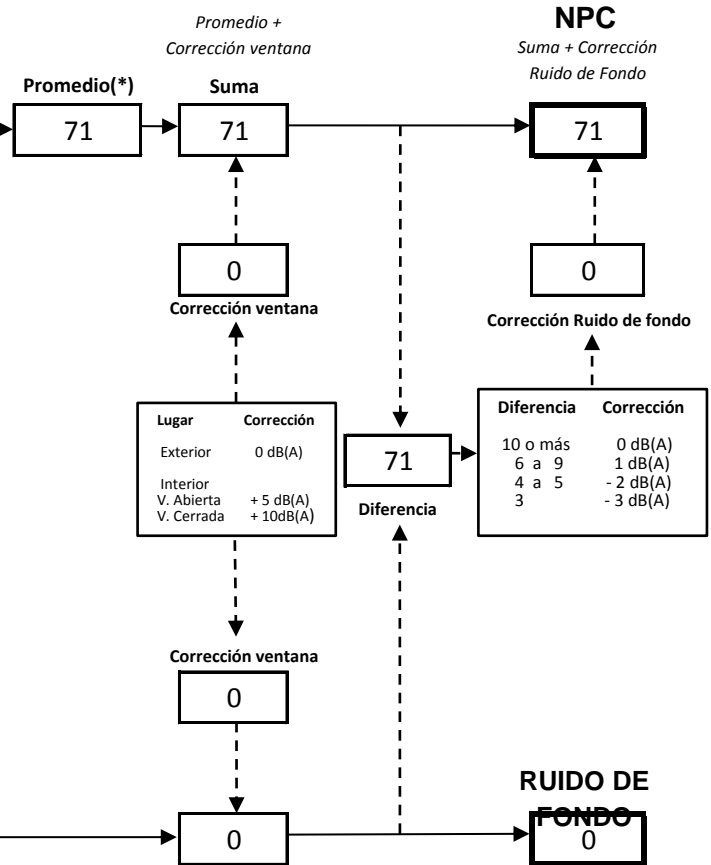 Promedio +
Corrección ventana
NPC
Suma + Corrección
Ruido de Fondo
Promedio(*)
Suma
71
71
71
0
0
Corrección ventana
Corrección Ruido de fondo
Lugar Corrección
Exterior 0 dB(A)
Interior
V. Abierta + 5 dB(A)
V. Cerrada + 10dB(A)
71
Diferencia
Diferencia Corrección
10 o más 0 dB(A)
6 a 9 1 dB(A)
4 a 5 - 2 dB(A)
3 - 3 dB(A)
Corrección ventana
0
RUIDO DE
FONDO
0
0